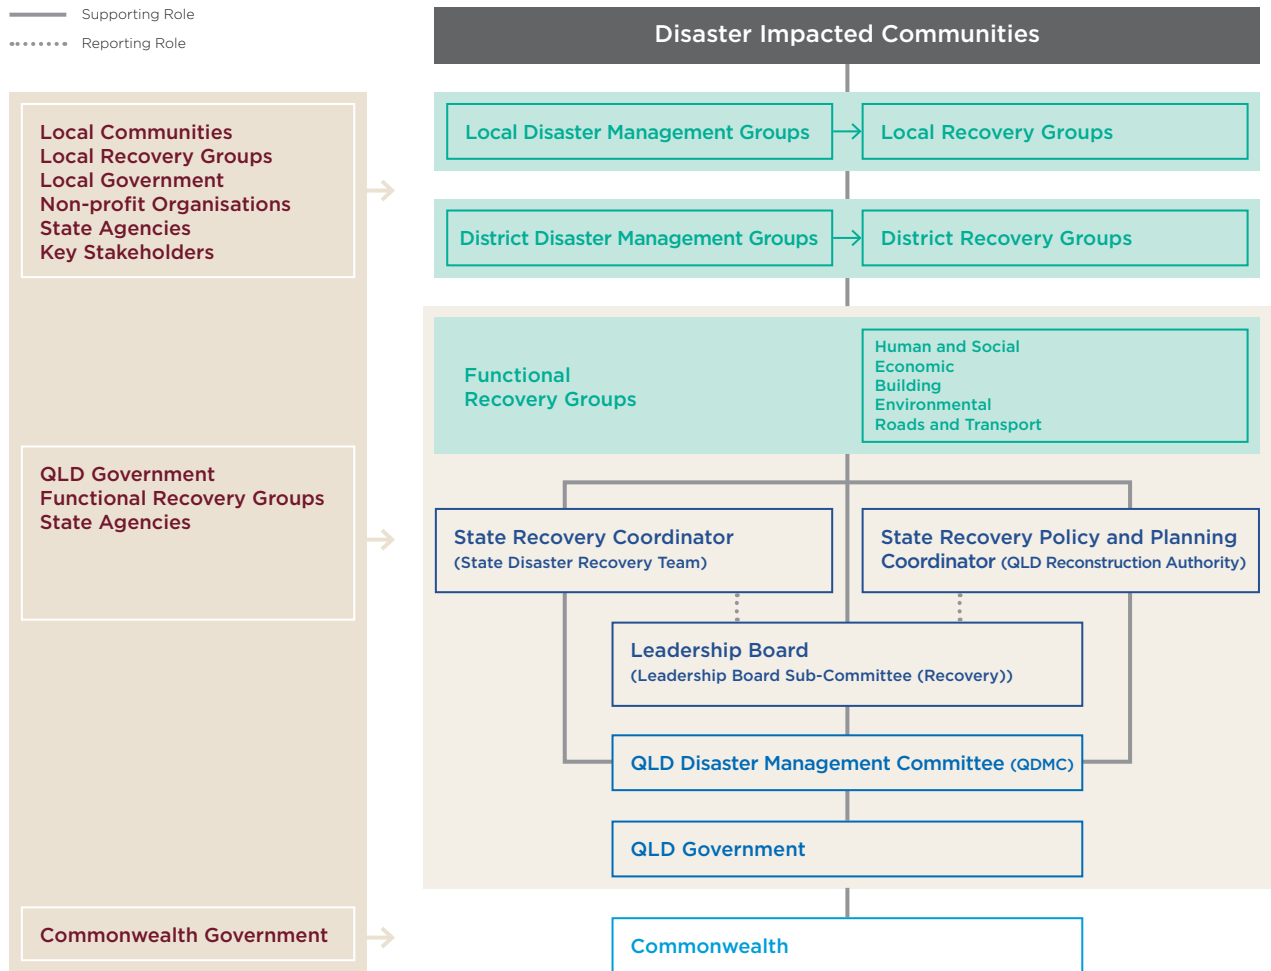 Supporting Role
Reporting Role
Disaster Impacted Communities
Local Communities
Local Recovery Groups
Local Government
Non-profit Organisations
State Agencies
Key Stakeholders
Local Disaster Management Groups
Local Recovery Groups
District Disaster Management Groups
District Recovery Groups
Functional
Recovery Groups
Human and Social
Economic
Building
Environmental
Roads and Transport
QLD Government
Functional Recovery Groups
State Agencies
State Recovery Coordinator
(State Disaster Recovery Team)
State Recovery Policy and Planning
Coordinator (QLD Reconstruction Authority)
Leadership Board
(Leadership Board Sub-Committee (Recovery))
QLD Disaster Management Committee (QDMC)
QLD Government
Commonwealth Government
Commonwealth